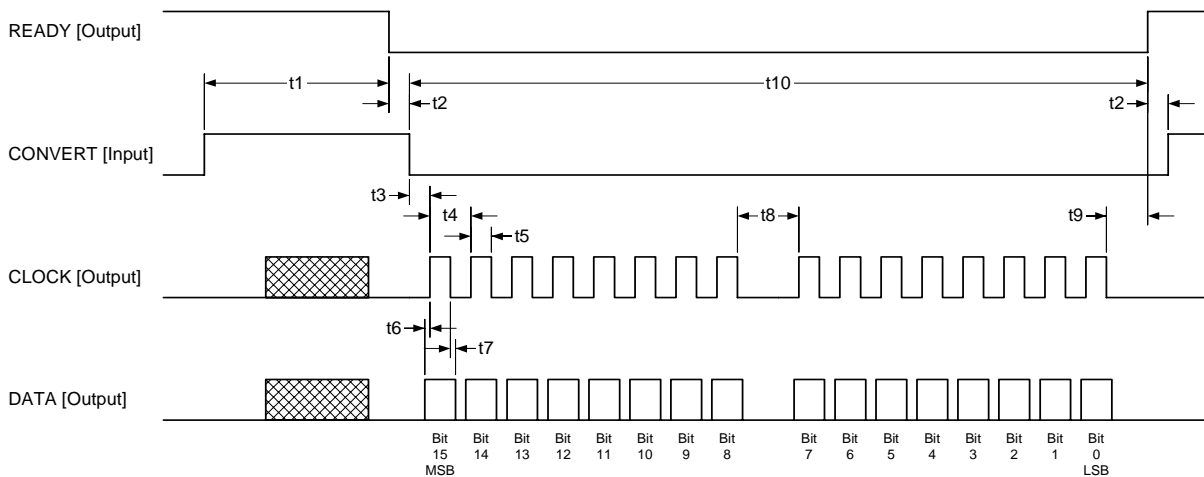 READY [Output]
t1
t2
t10
t2
CONVERT [Input]
t3
t4
t5
t8
t9
CLOCK [Output]
t6
t7
DATA [Output]
Bit Bit Bit Bit Bit Bit Bit Bit Bit Bit Bit Bit Bit Bit Bit Bit
15 14 13 12 11 10 9 8 7 6 5 4 3 2 1 0
MSB LSB